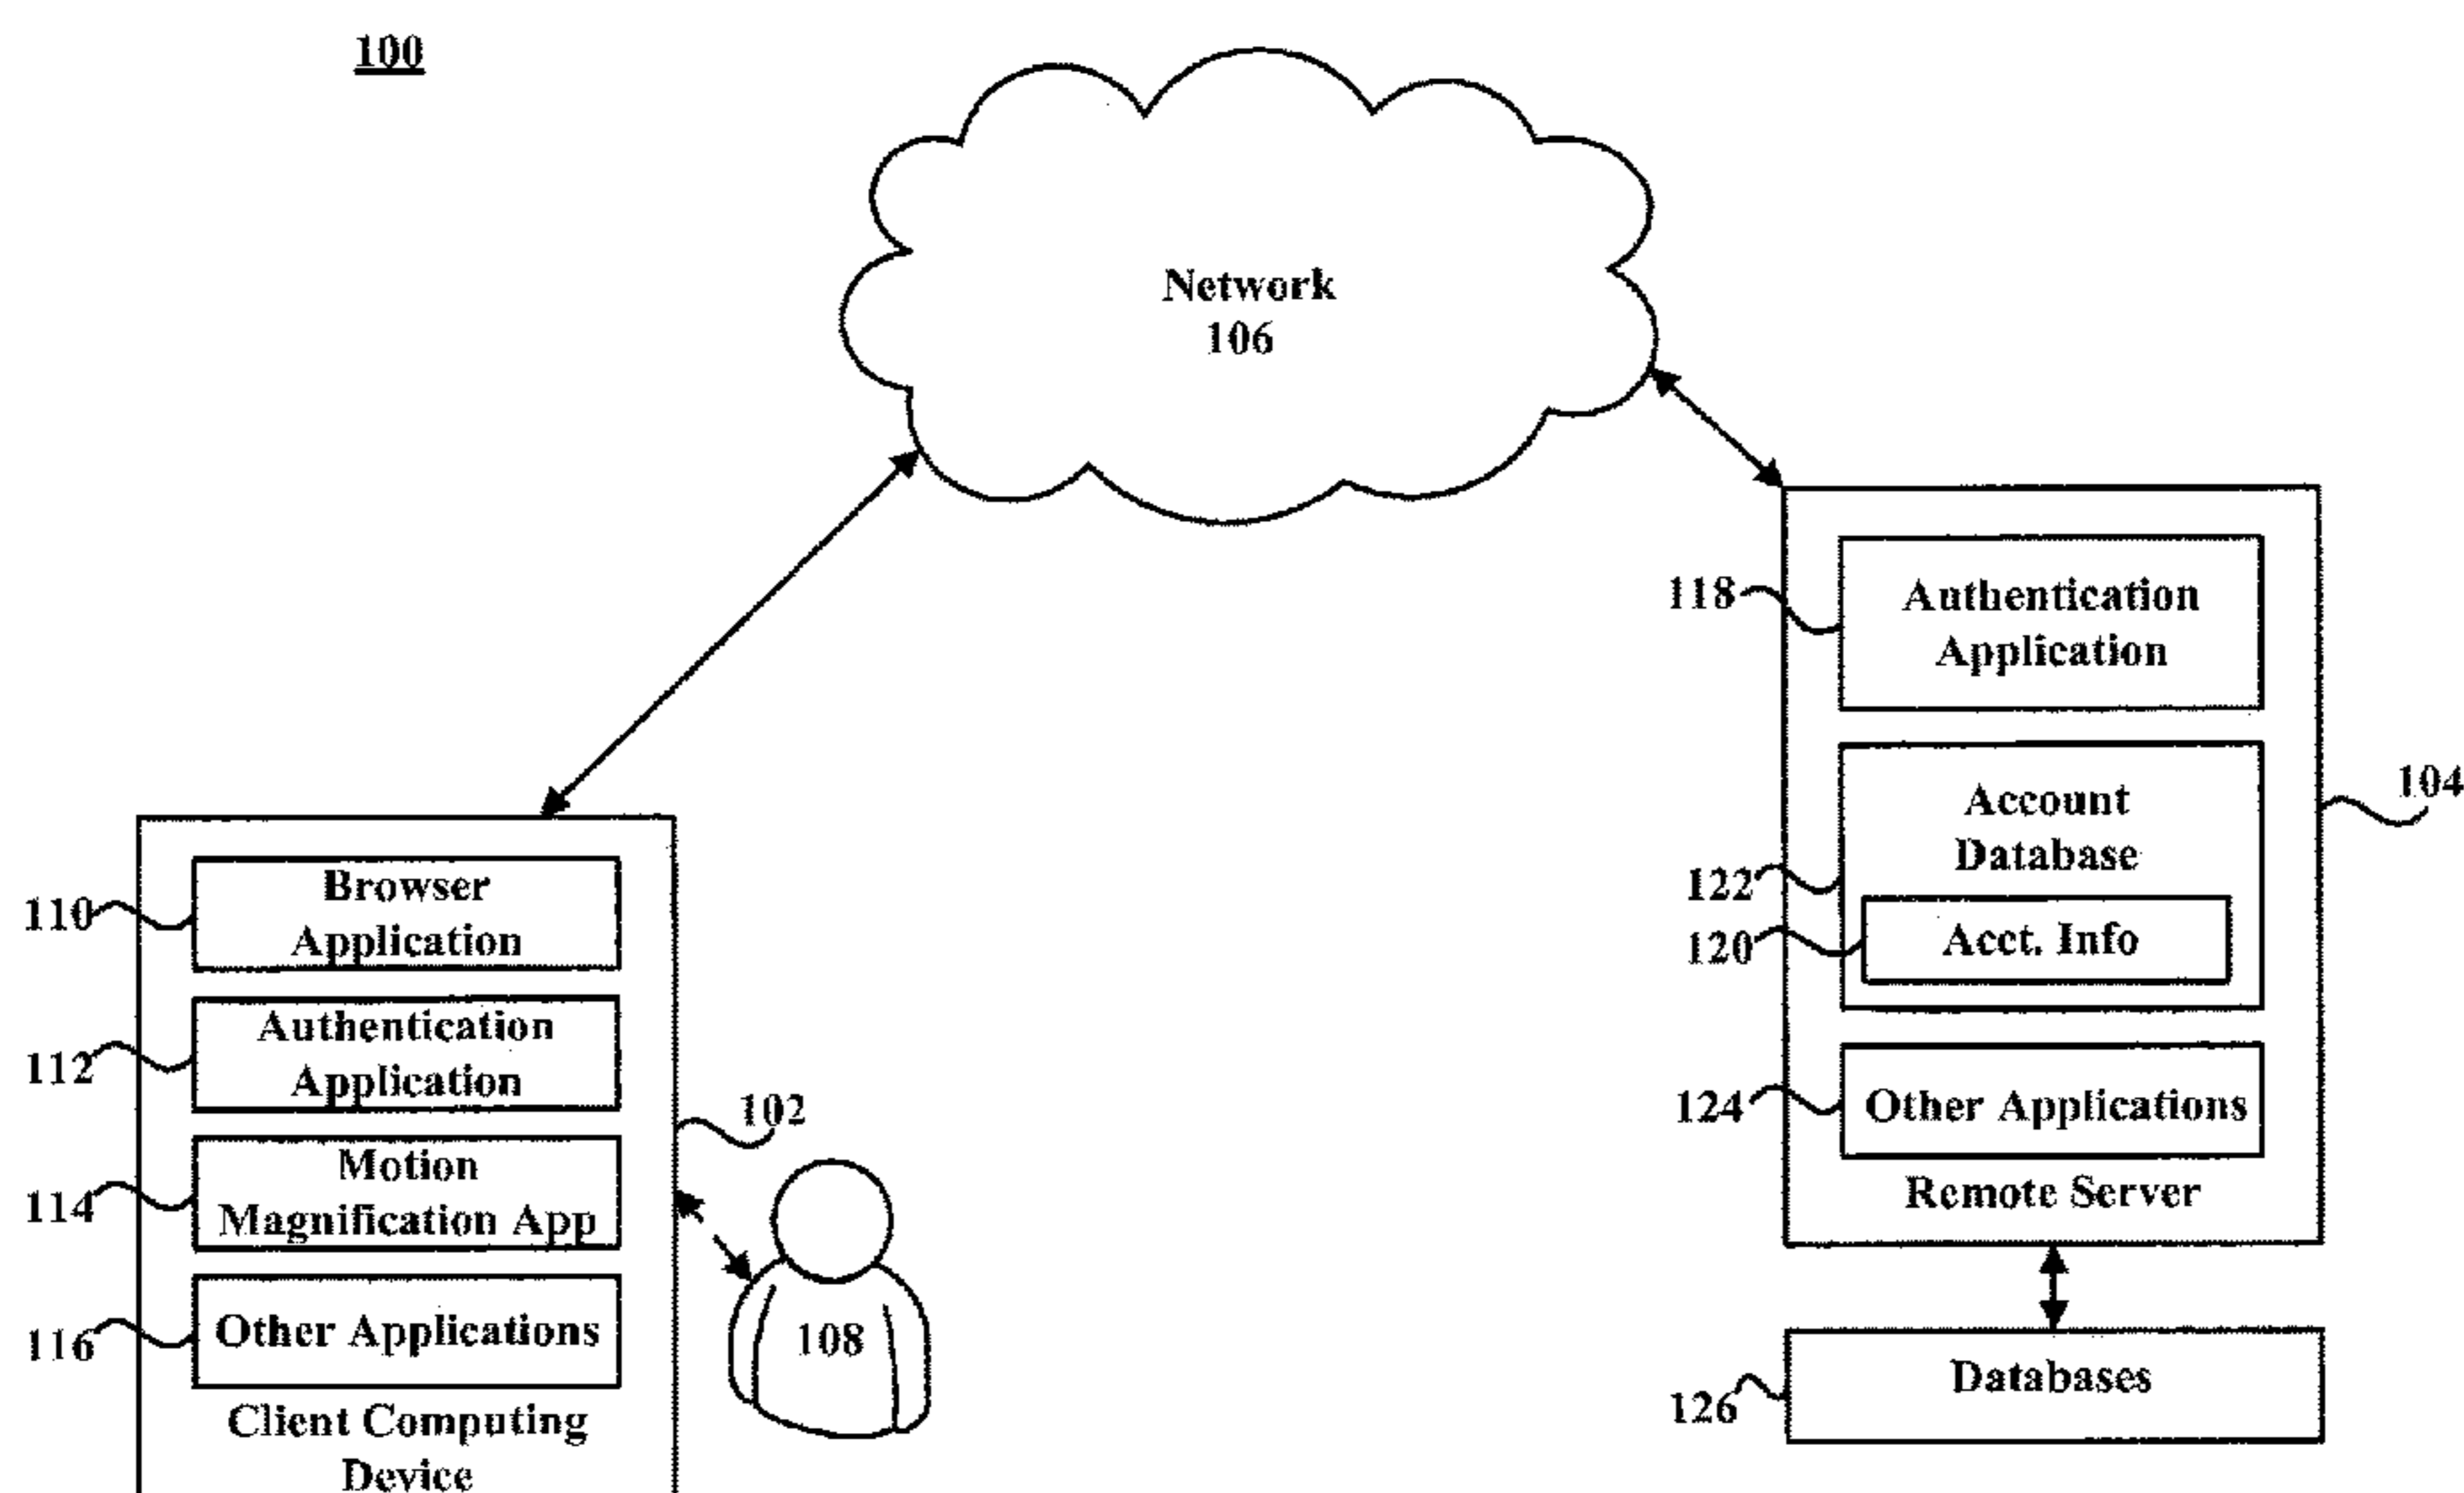 100
Network
106
118
Authentication
Application
104
Account
Database
122
120
Acct. Info
124
Other Applications
Remote Server
126
Databases
110
Browser
Application
112
Authentication
Application
102
114
Motion
Magnification App
116
Other Applications
108
Client Computing
Device